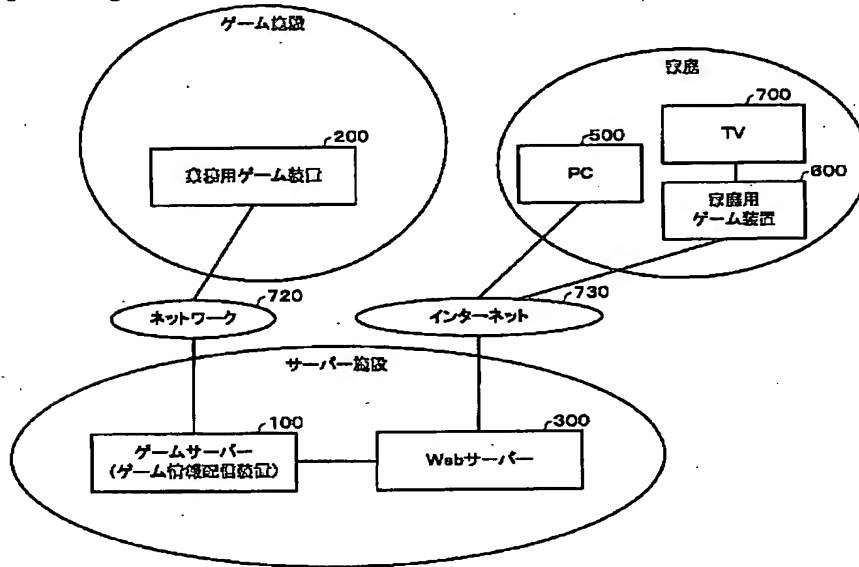 ゲーム施設
家庭
200
業務用ゲーム装置
500
PC
700
TV
600
家庭用
ゲーム装置
720
ネットワーク
730
インターネット
サーバー施設
100
ゲームサーバー
(ゲーム情報配信装置)
300
Webサーバー